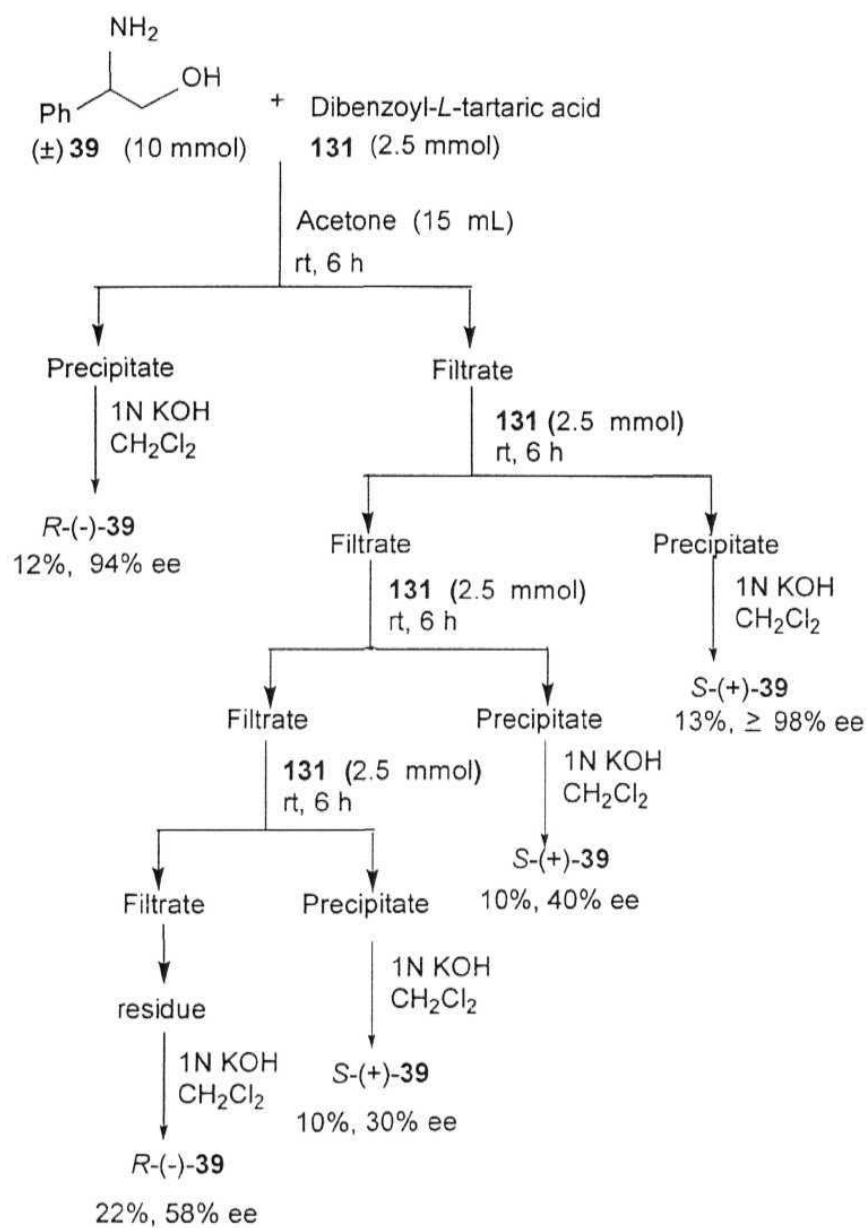 NH2
OH
Ph
+ Dibenzoyl-L-tartaric acid
(±) 39 (10 mmol)
131 (2.5 mmol)
Acetone (15 mL)
rt, 6 h
Precipitate
Filtrate
1N KOH
CH2Cl2
131 (2.5 mmol)
rt, 6 h
R-(-)-39
12%, 94% ee
Filtrate
Precipitate
131 (2.5 mmol)
rt, 6 h
1N KOH
CH2Cl2
S-(+)-39
13%, ≥ 98% ee
Filtrate
Precipitate
131 (2.5 mmol)
rt, 6 h
1N KOH
CH2Cl2
S-(+)-39
10%, 40% ee
Filtrate
Precipitate
1N KOH
CH2Cl2
residue
1N KOH
CH2Cl2
S-(+)-39
10%, 30% ee
R-(-)-39
22%, 58% ee